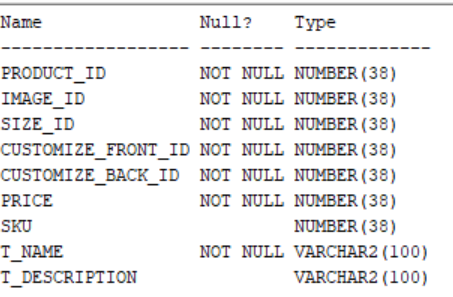 Name               Null?    Type
------------------ -------- -------------
PRODUCT_ID         NOT NULL NUMBER(38)
IMAGE_ID           NOT NULL NUMBER(38)
SIZE_ID            NOT NULL NUMBER(38)
CUSTOMIZE_FRONT_ID NOT NULL NUMBER(38)
CUSTOMIZE_BACK_ID  NOT NULL NUMBER(38)
PRICE              NOT NULL NUMBER(38)
SKU                         NUMBER(38)
T_NAME             NOT NULL VARCHAR2(100)
T_DESCRIPTION               VARCHAR2(100)